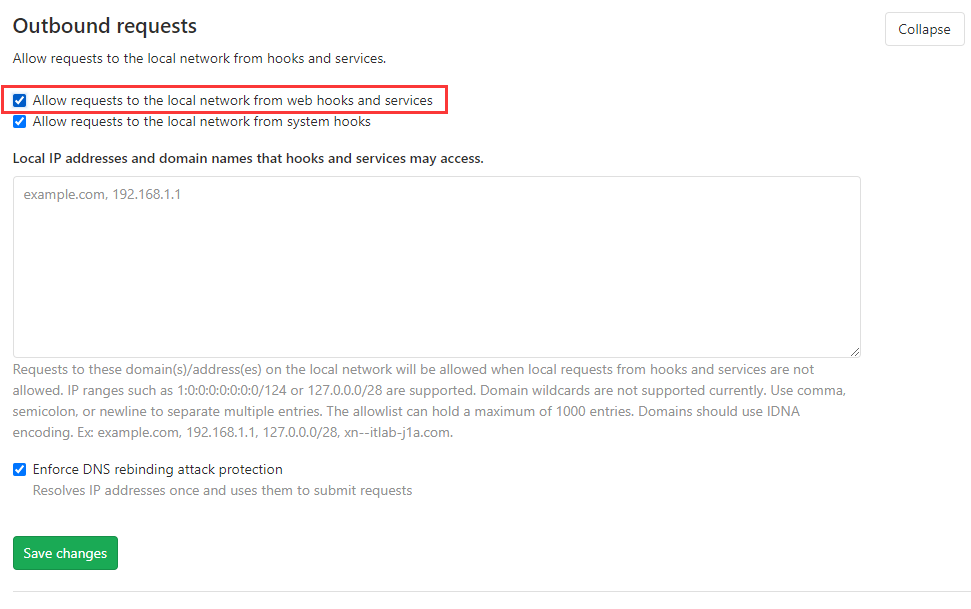 Outbound requests
Collapse
Allow requests to the local network from hooks and services.
Allow requests to the local network from web hooks and services
Allow requests to the local network from system hooks
Local IP addresses and domain names that hooks and services may access.
example.com, 192.168.1.1
Requests to these domain(s)/address(es) on the local network will be allowed when local requests from hooks and services are not
allowed. IP ranges such as 1:0:0:0:0:0:0:0/124 or 127.0.0.0/28 are supported. Domain wildcards are not supported currently. Use comma,
semicolon, or newline to separate multiple entries. The allowlist can hold a maximum of 1000 entries. Domains should use IDNA
encoding. Ex: example.com, 192.168.1.1, 127.0.0.0/28, xn--itlab-j1a.com.
Enforce DNS rebinding attack protection
Resolves IP addresses once and uses them to submit requests
Save changes